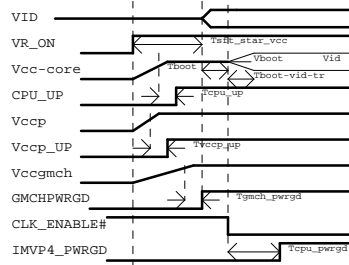 VID
VR_ON
Tsft_star_vcc
Vcc-core
Tboot
Vboot
Vid
Tboot-vid-tr
CPU_UP
Tcpu_up
Vccp
Vccp_UP
Tvccp_up
Vccgmch
GMCHPWRGD
Tgmch_pwrgd
CLK_ENABLE#
IMVP4_PWRGD
Tcpu_pwrgd